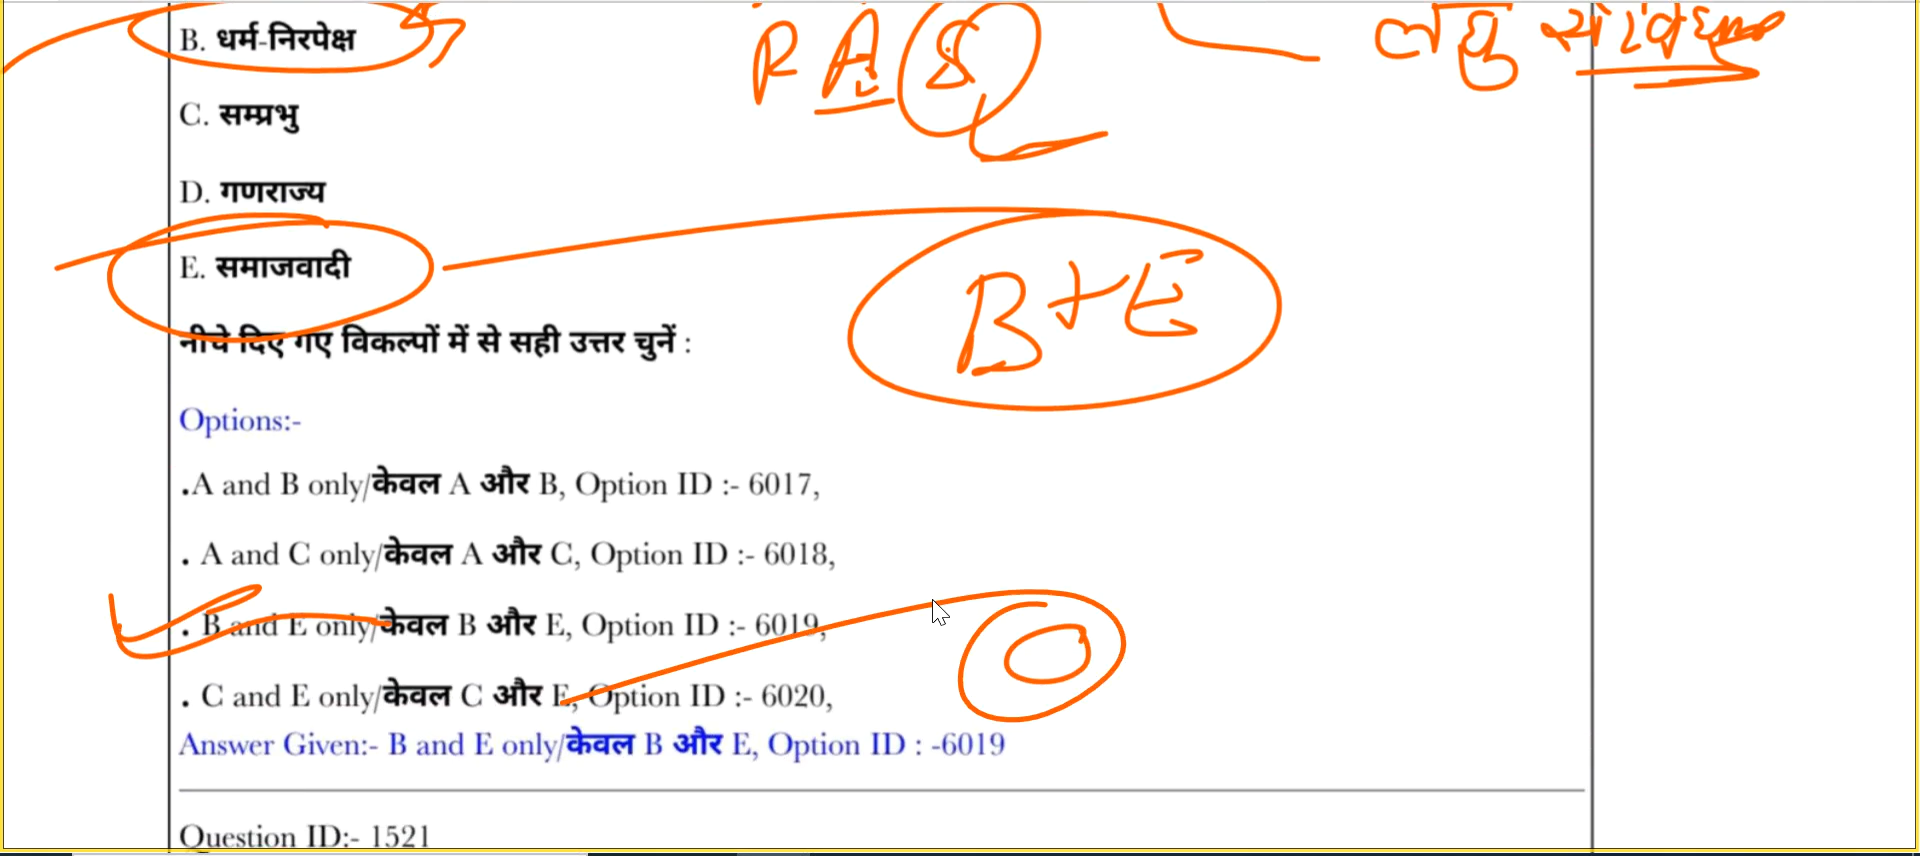 B. धर्म-निरपेक्ष
R A S
लघु संविधान
C. सम्प्रभु
D. गणराज्य
E. समाजवादी
B+E
नीचे दिए गए विकल्पों में से सही उत्तर चुनें :
Options:-
.A and B only/केवल A और B, Option ID :- 6017,
. A and C only/केवल A और C, Option ID :- 6018,
. B and E only/केवल B और E, Option ID :- 6019,
. C and E only/केवल C और E, Option ID :- 6020,
Answer Given:- B and E only/केवल B और E, Option ID : -6019
Question ID:- 1521